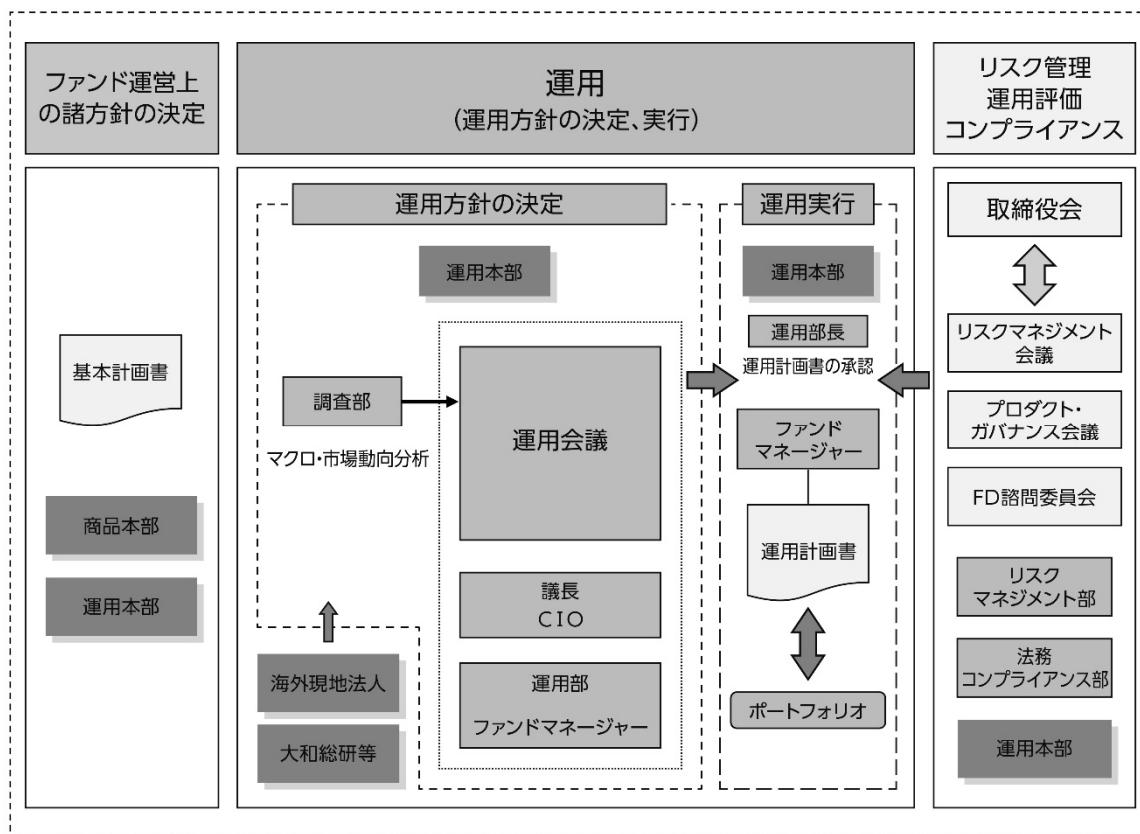 ファンド運営上
の諸方針の決定
基本計画書
商品本部
運用本部
運用
(運用方針の決定、実行)
運用方針の決定
運用本部
調査部
マクロ・市場動向分析
運用会議
議長
CIO
運用部
ファンドマネージャー
海外現地法人
大和総研等
運用実行
運用本部
運用部長
運用計画書の承認
ファンド
マネージャー
運用計画書
ポートフォリオ
リスク管理
運用評価
コンプライアンス
取締役会
リスクマネジメント
会議
プロダクト・
ガバナンス会議
FD諮問委員会
リスク
マネジメント部
法務
コンプライアンス部
運用本部